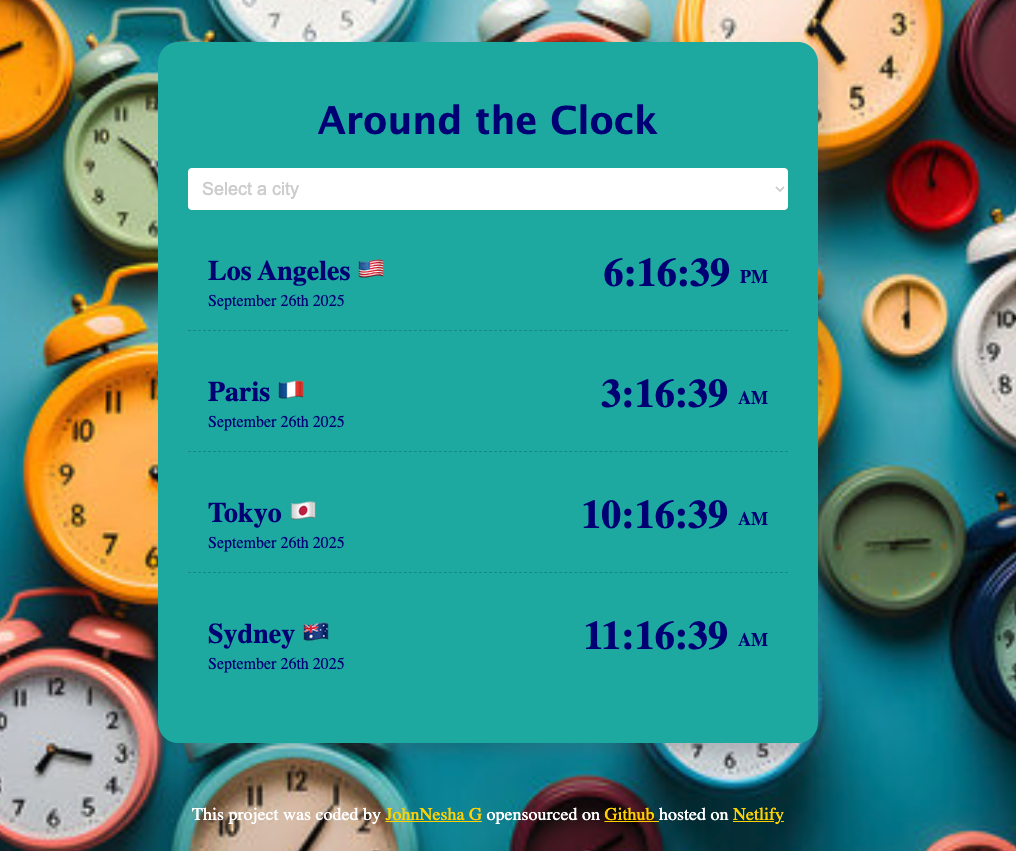 Around the Clock
Select a city
Los Angeles 🇺🇸 6:16:39 PM
September 26th 2025
Paris 🇫🇷 3:16:39 AM
September 26th 2025
Tokyo 🇯🇵 10:16:39 AM
September 26th 2025
Sydney 🇦🇺 11:16:39 AM
September 26th 2025
This project was coded by JohnNesha G opensourced on Github hosted on Netlify